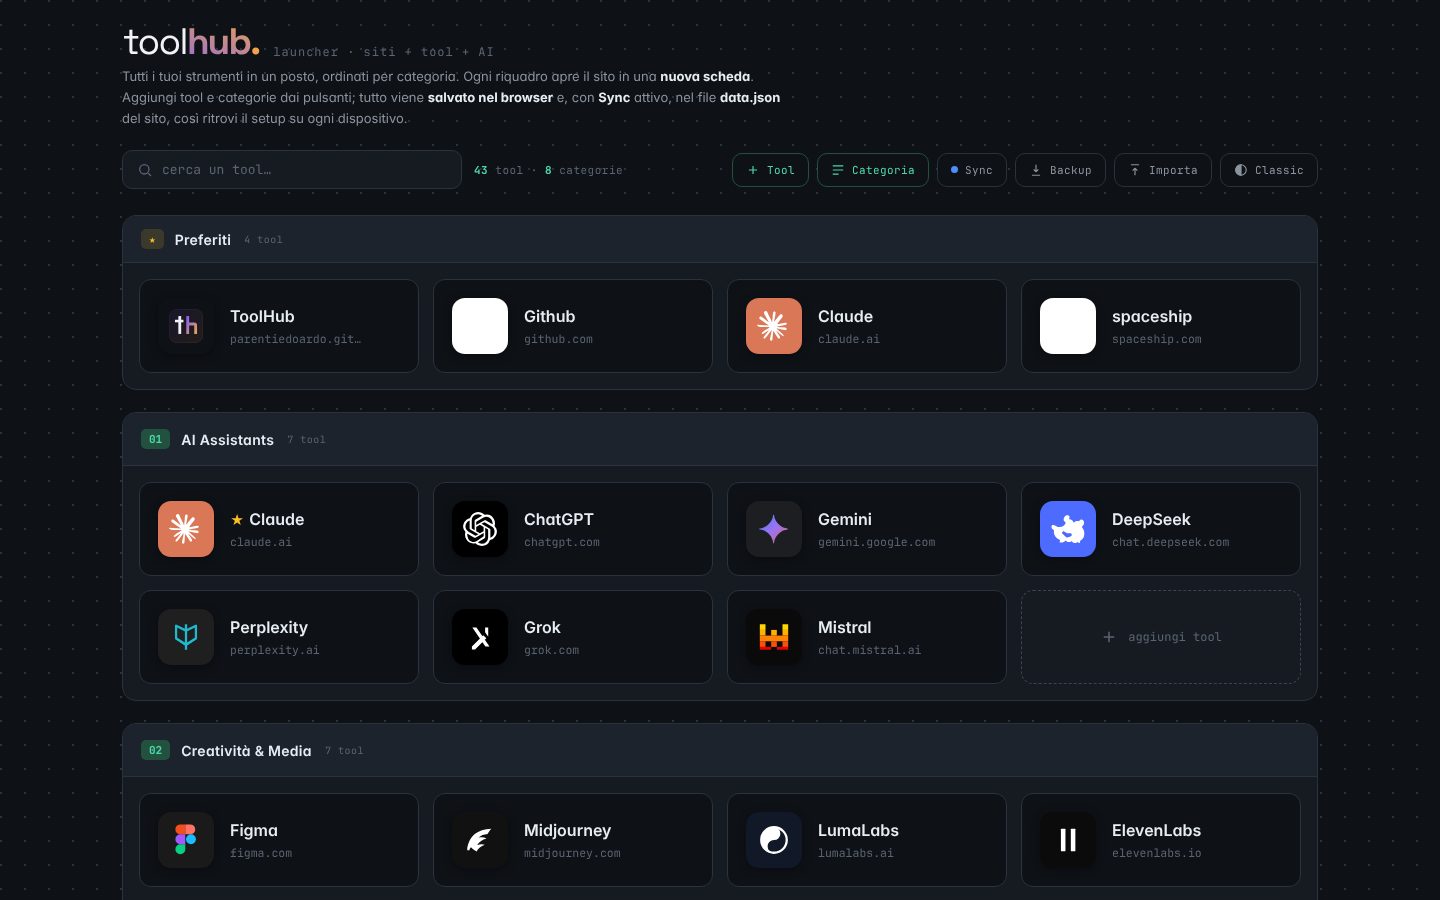 toolhub. launcher · siti + tool + AI
Tutti i tuoi strumenti in un posto, ordinati per categoria. Ogni riquadro apre il sito in una nuova scheda.
Aggiungi tool e categorie dai pulsanti; tutto viene salvato nel browser e, con Sync attivo, nel file data.json
del sito, così ritrovi il setup su ogni dispositivo.
cerca un tool… 43 tool · 8 categorie + Tool Categoria Sync Backup Importa Classic
★ Preferiti 4 tool
th ToolHub Github Claude spaceship
parentiedoardo.git… github.com claude.ai spaceship.com
01 AI Assistants 7 tool
★ Claude ChatGPT Gemini DeepSeek
claude.ai chatgpt.com gemini.google.com chat.deepseek.com
Perplexity Grok Mistral
+ aggiungi tool
perplexity.ai grok.com chat.mistral.ai
02 Creatività & Media 7 tool
Figma Midjourney LumaLabs ElevenLabs
figma.com midjourney.com lumalabs.ai elevenlabs.io